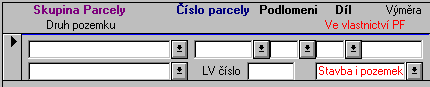 Skupina Parcely Číslo parcely Podlomeni Díl Výměra
Druh pozemku Ve vlastnictví PF
LV číslo Stavba i pozemek